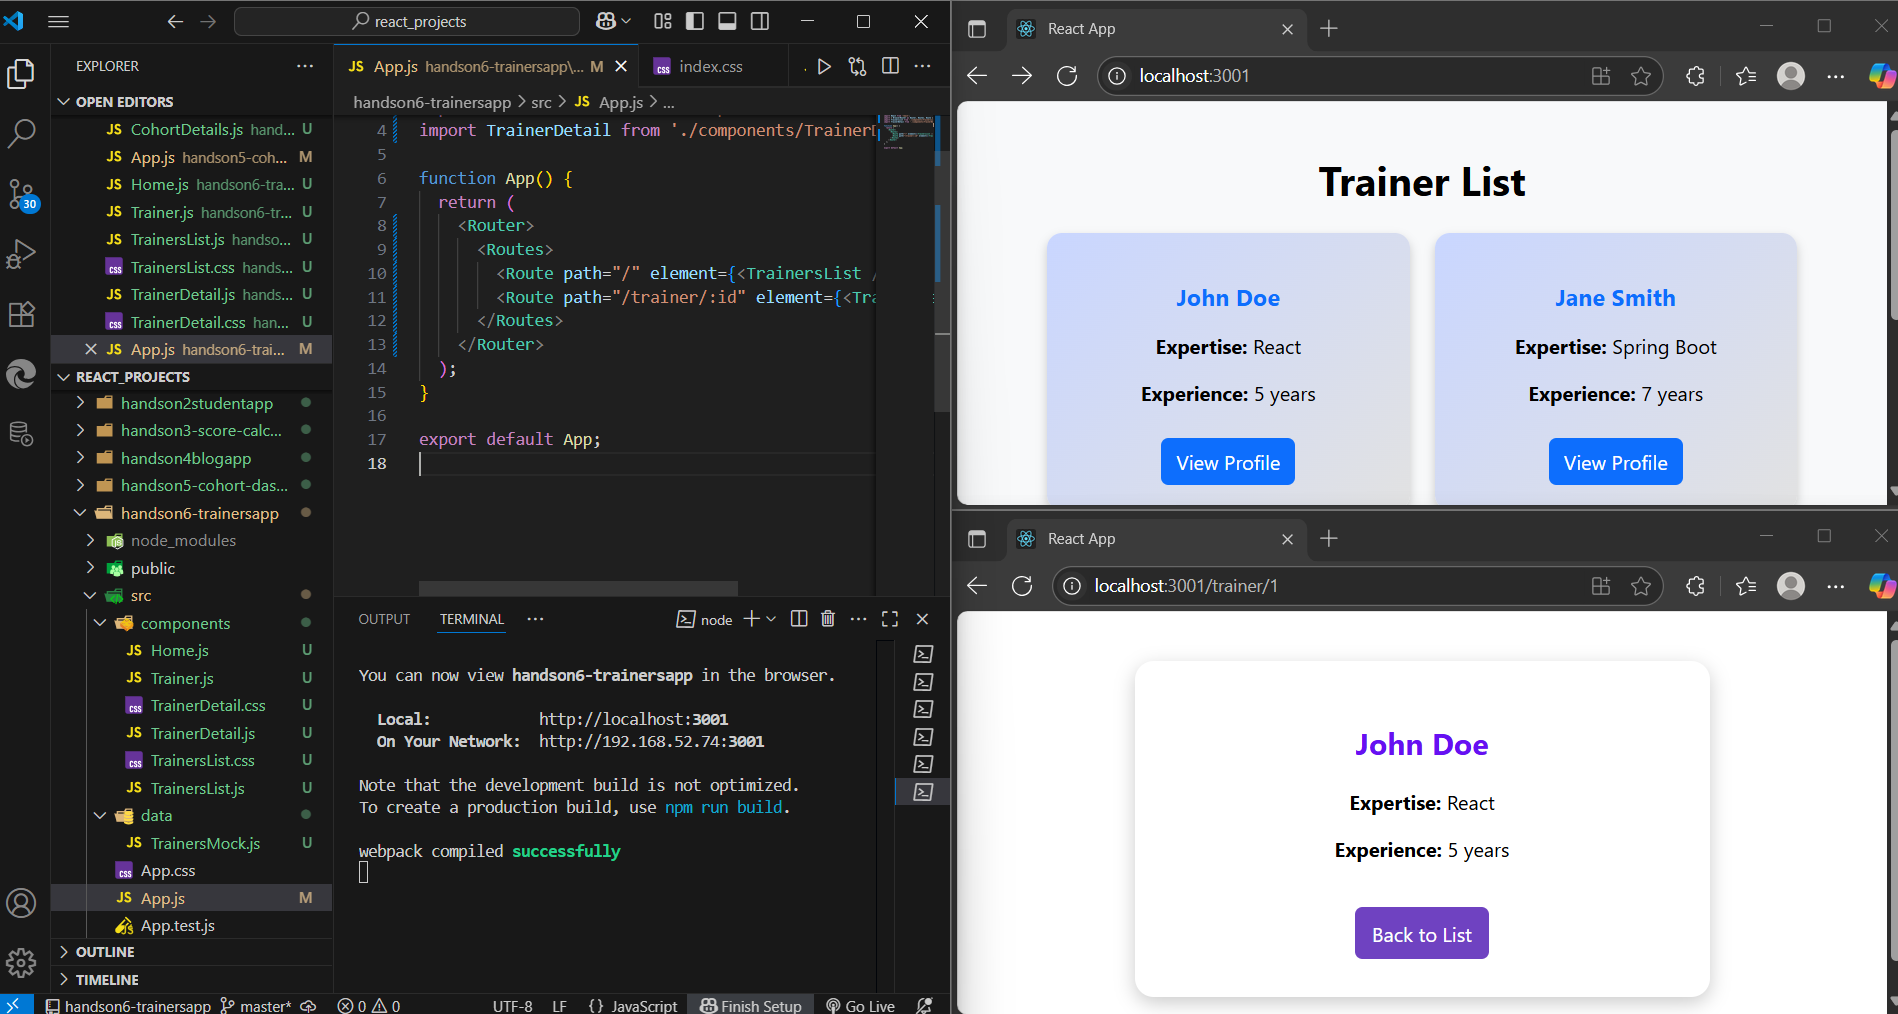 react_projects
EXPLORER
OPEN EDITORS
JS CohortDetails.js hand... U
JS App.js handson5-coh... M
JS Home.js handson6-tra... U
JS Trainer.js handson6-tr... U
JS TrainersList.js handso... U
css TrainersList.css hands... U
JS TrainerDetail.js hands... U
css TrainerDetail.css han... U
JS App.js handson6-trai... M
REACT_PROJECTS
handson2studentapp
handson3-score-calc...
handson4blogapp
handson5-cohort-das...
handson6-trainersapp
node_modules
public
src
components
JS Home.js U
JS Trainer.js U
css TrainerDetail.css U
JS TrainerDetail.js U
css TrainersList.css U
JS TrainersList.js U
data
JS TrainersMock.js U
css App.css
JS App.js M
App.test.js
OUTLINE
TIMELINE
30
JS App.js handson6-trainersapp\... M
css index.css
handson6-trainersapp > src > JS App.js > ...
4 import TrainerDetail from './components/Trainer
5
6 function App() {
7 return (
8 <Router>
9 <Routes>
10 <Route path="/" element={<TrainersList /
11 <Route path="/trainer/:id" element={<Tra
12 </Routes>
13 </Router>
14 );
15 }
16
17 export default App;
18
OUTPUT TERMINAL ... node
You can now view handson6-trainersapp in the browser.
Local: http://localhost:3001
On Your Network: http://192.168.52.74:3001
Note that the development build is not optimized.
To create a production build, use npm run build.
webpack compiled successfully
handson6-trainersapp master* 0 0 UTF-8 LF {} JavaScript Finish Setup Go Live
React App
localhost:3001
Trainer List
John Doe
Expertise: React
Experience: 5 years
View Profile
Jane Smith
Expertise: Spring Boot
Experience: 7 years
View Profile
React App
localhost:3001/trainer/1
John Doe
Expertise: React
Experience: 5 years
Back to List